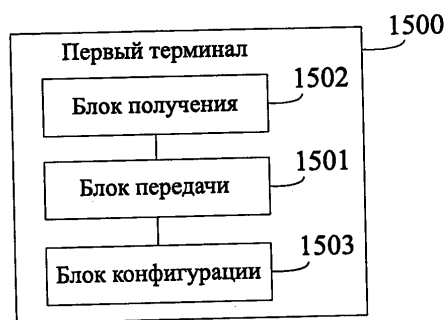 1500
Первый терминал
1502
Блок получения
1501
Блок передачи
1503
Блок конфигурации